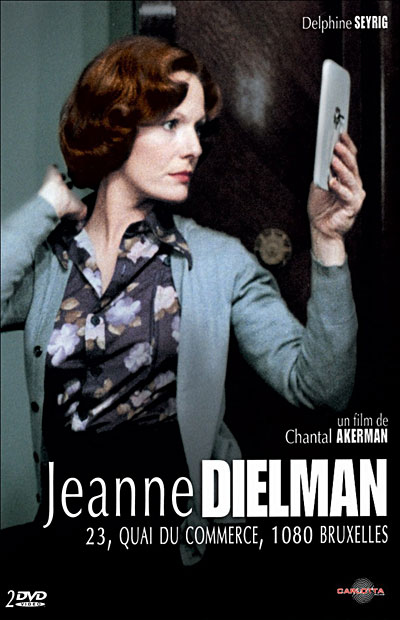 Delphine SEYRIG
un film de
Chantal AKERMAN
Jeanne DIELMAN
23, QUAI DU COMMERCE, 1080 BRUXELLES
2 DVD
VIDEO
CARLOTTA